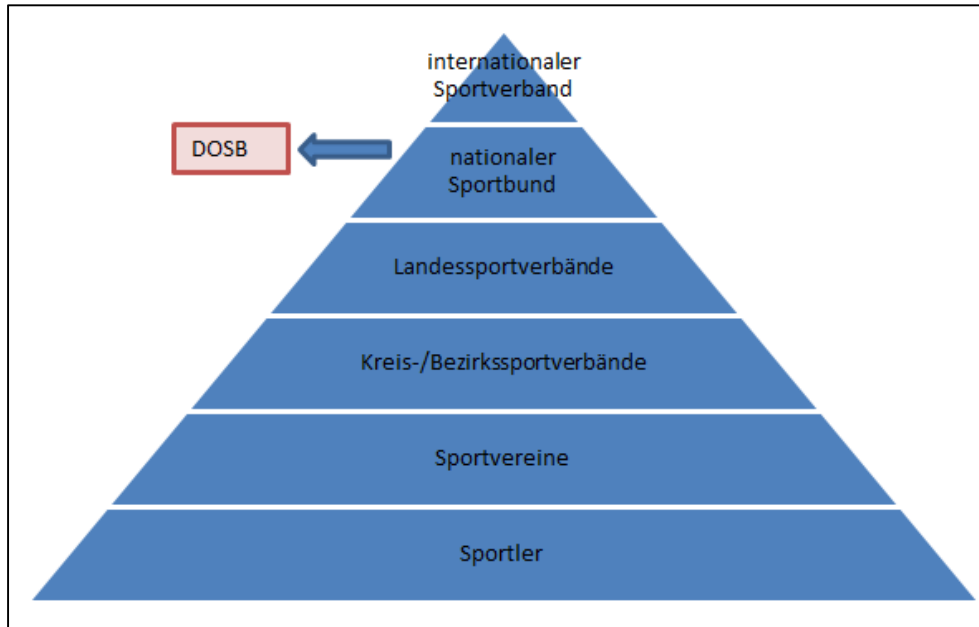 internationaler
Sportverband
DOSB
nationaler
Sportbund
Landessportverbände
Kreis-/Bezirkssportverbände
Sportvereine
Sportler